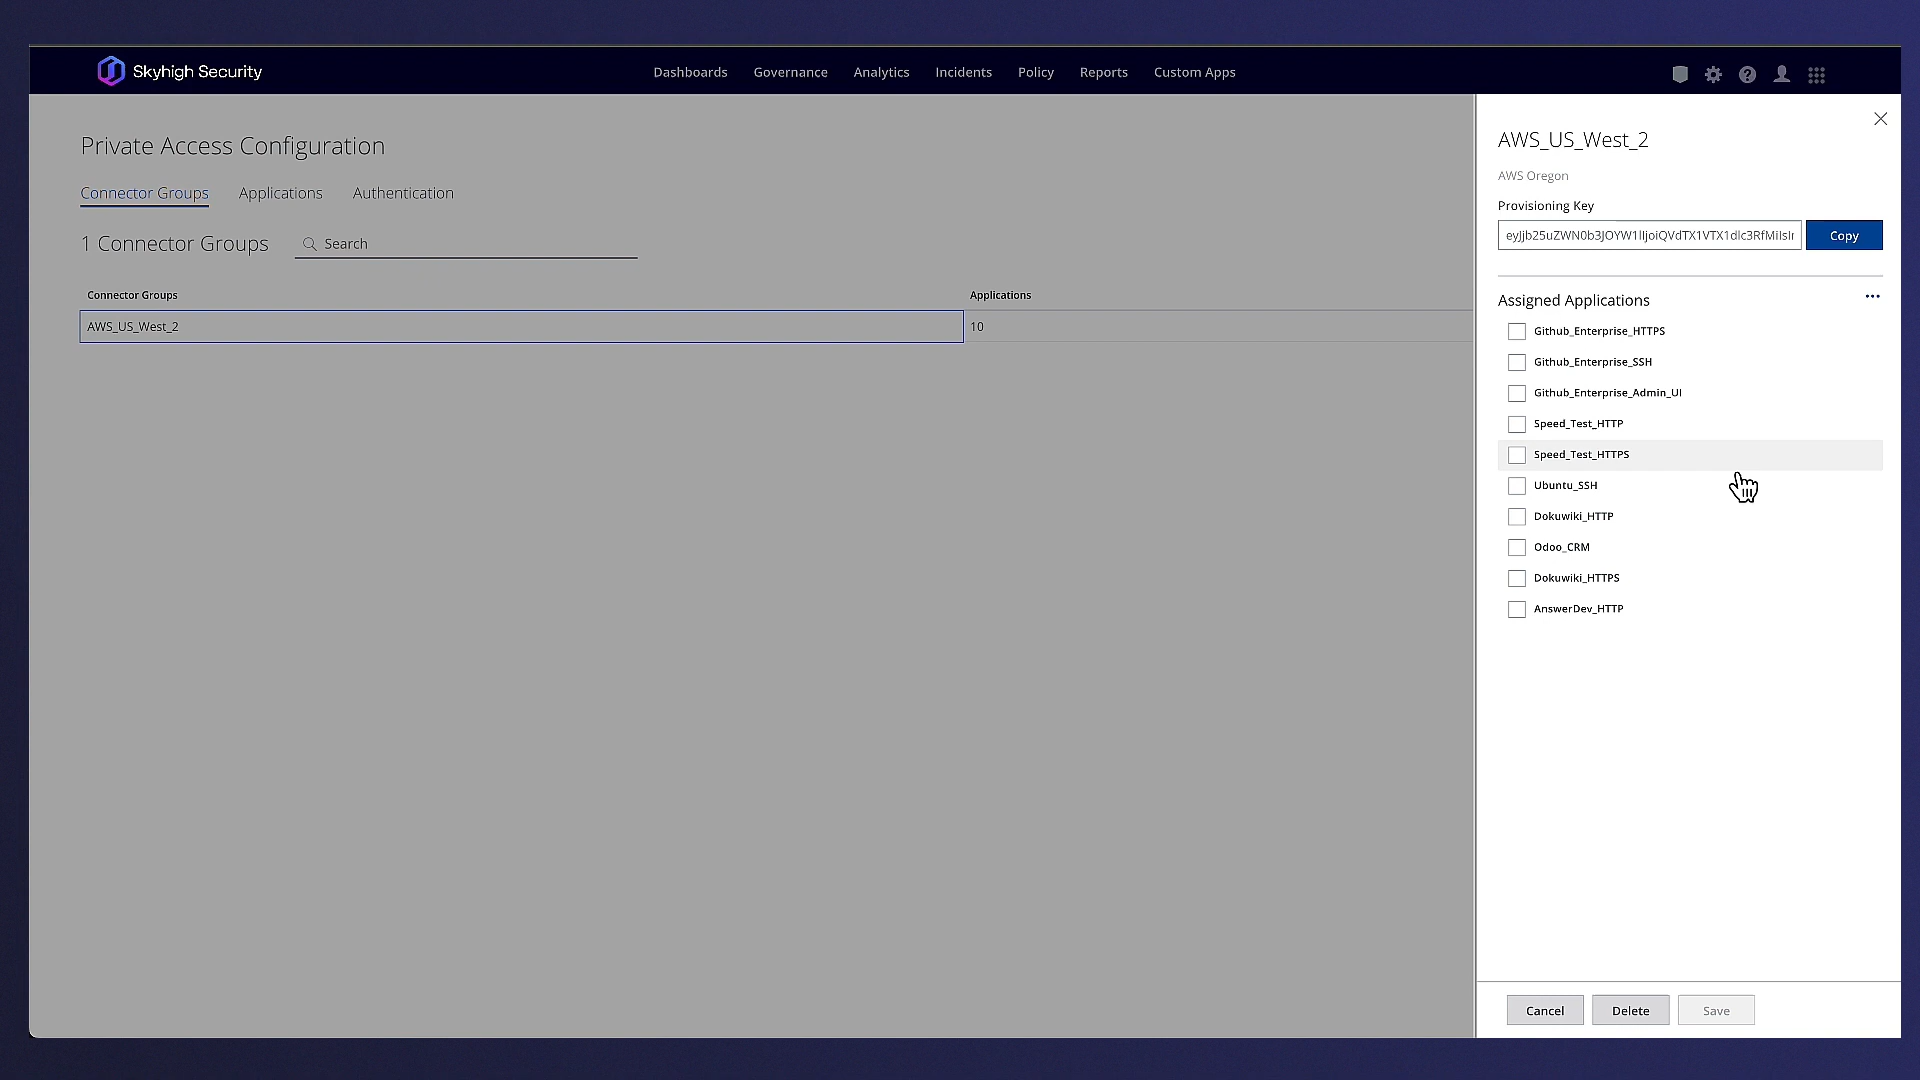 Skyhigh Security
Dashboards Governance Analytics Incidents Policy Reports Custom Apps
Private Access Configuration
Connector Groups Applications Authentication
1 Connector Groups Search
Connector Groups Applications
AWS_US_West_2 10
AWS_US_West_2
AWS Oregon
Provisioning Key
Copy
Assigned Applications
Github_Enterprise_HTTPS
Github_Enterprise_SSH
Github_Enterprise_Admin_UI
Speed_Test_HTTP
Speed_Test_HTTPS
Ubuntu_SSH
Dokuwiki_HTTP
Odoo_CRM
Dokuwiki_HTTPS
AnswerDev_HTTP
Cancel Delete Save